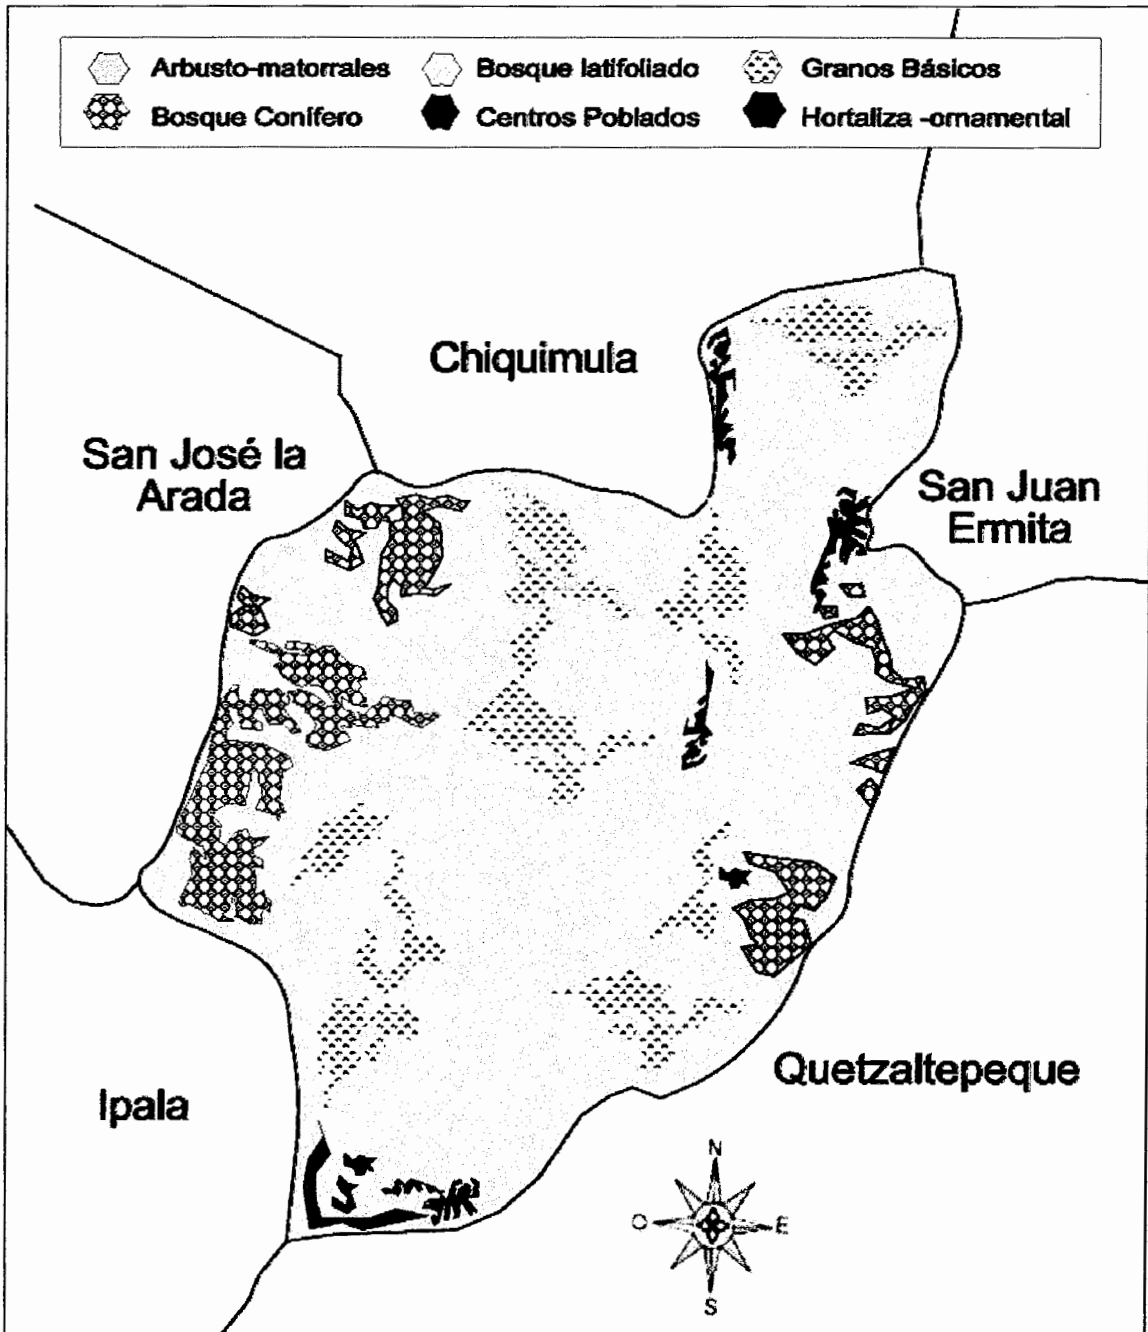 Arbusto-matorrales
Bosque latifoliado
Granos Básicos
Bosque Conífero
Centros Poblados
Hortaliza -ornamental
Chiquimula
San José la
Arada
San Juan
Ermita
Quetzaltepeque
Ipala
N
O
E
S